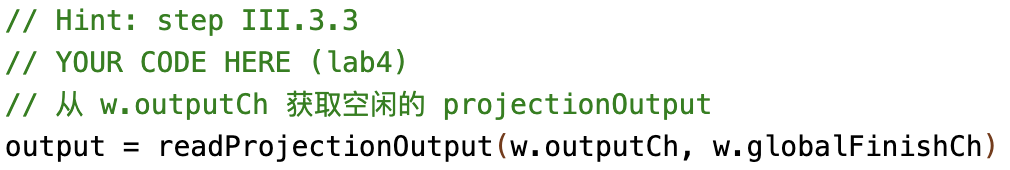 // Hint: step III.3.3
// YOUR CODE HERE (lab4)
// 从 w.outputCh 获取空闲的 projectionOutput
output = readProjectionOutput(w.outputCh, w.globalFinishCh)